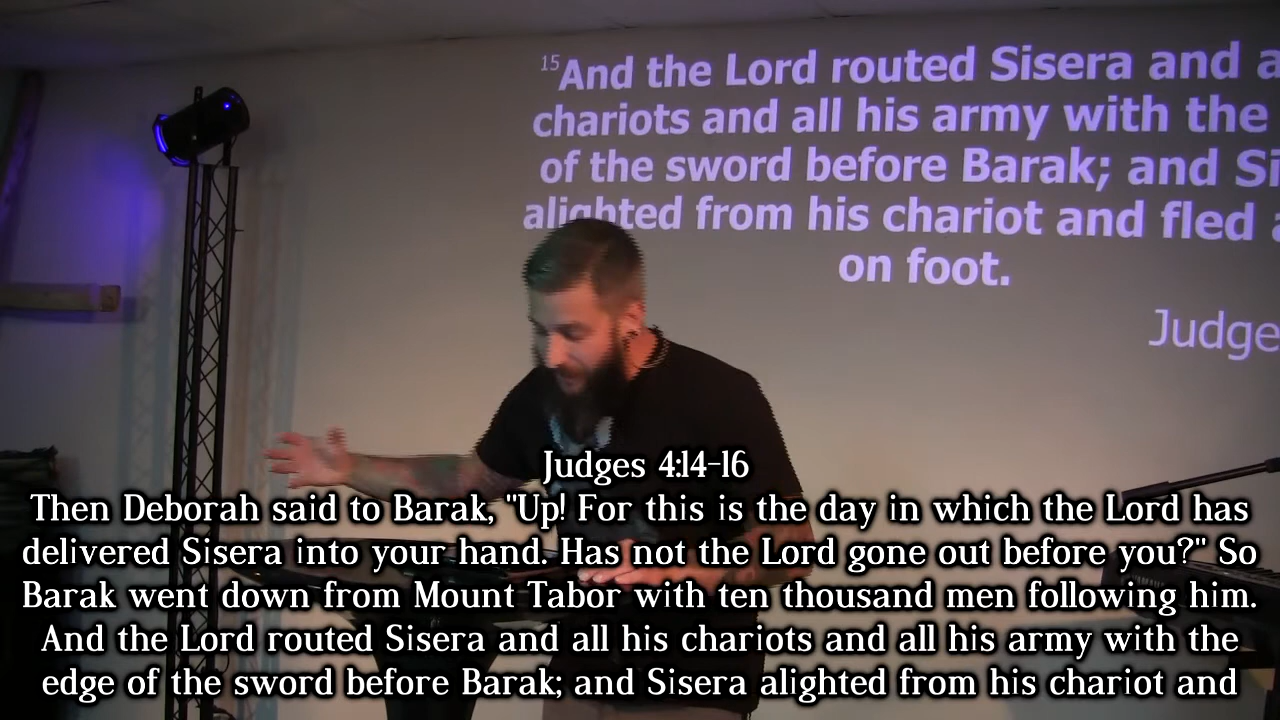 15And the Lord routed Sisera and a
chariots and all his army with the
of the sword before Barak; and Si
alighted from his chariot and fled
on foot.
Judge
Judges 4:14-16
Then Deborah said to Barak, "Up! For this is the day in which the Lord has
delivered Sisera into your hand. Has not the Lord gone out before you?" So
Barak went down from Mount Tabor with ten thousand men following him.
And the Lord routed Sisera and all his chariots and all his army with the
edge of the sword before Barak; and Sisera alighted from his chariot and